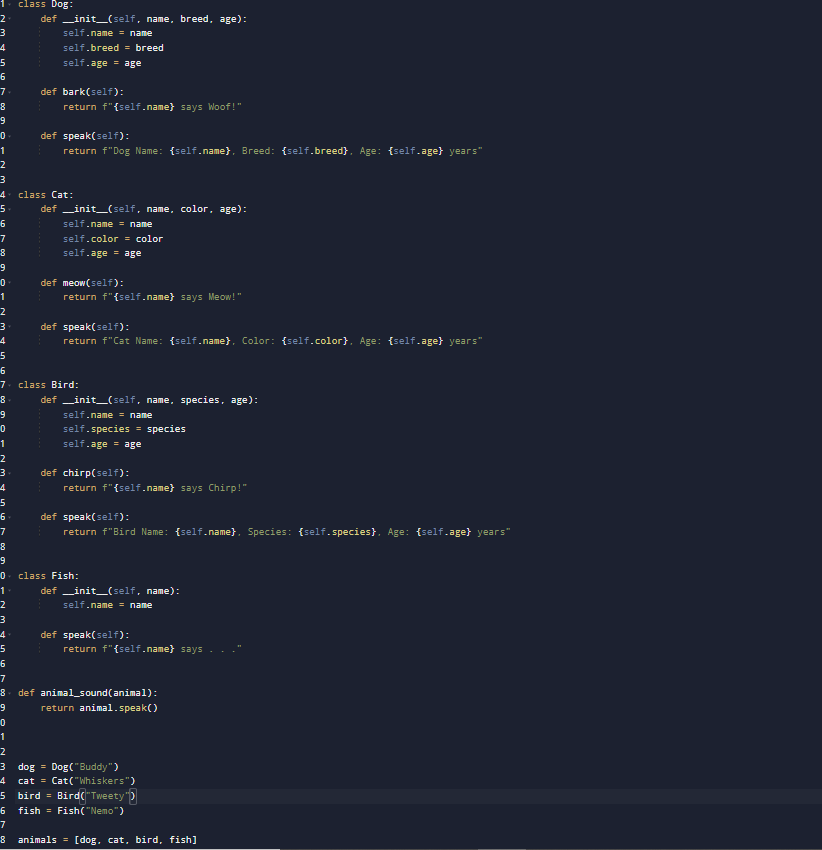 1 class Dog:
2 def __init__(self, name, breed, age):
3 self.name = name
4 self.breed = breed
5 self.age = age
6
7 def bark(self):
8 return f"{self.name} says Woof!"
9
0 def speak(self):
1 return f"Dog Name: {self.name}, Breed: {self.breed}, Age: {self.age} years"
2
3
4 class Cat:
5 def __init__(self, name, color, age):
6 self.name = name
7 self.color = color
8 self.age = age
9
0 def meow(self):
1 return f"{self.name} says Meow!"
2
3 def speak(self):
4 return f"Cat Name: {self.name}, Color: {self.color}, Age: {self.age} years"
5
6
7 class Bird:
8 def __init__(self, name, species, age):
9 self.name = name
0 self.species = species
1 self.age = age
2
3 def chirp(self):
4 return f"{self.name} says Chirp!"
5
6 def speak(self):
7 return f"Bird Name: {self.name}, Species: {self.species}, Age: {self.age} years"
8
9
0 class Fish:
1 def __init__(self, name):
2 self.name = name
3
4 def speak(self):
5 return f"{self.name} says . . ."
6
7
8 def animal_sound(animal):
9 return animal.speak()
0
1
2
3 dog = Dog("Buddy")
4 cat = Cat("Whiskers")
5 bird = Bird("Tweety")
6 fish = Fish("Nemo")
7
8 animals = [dog, cat, bird, fish]